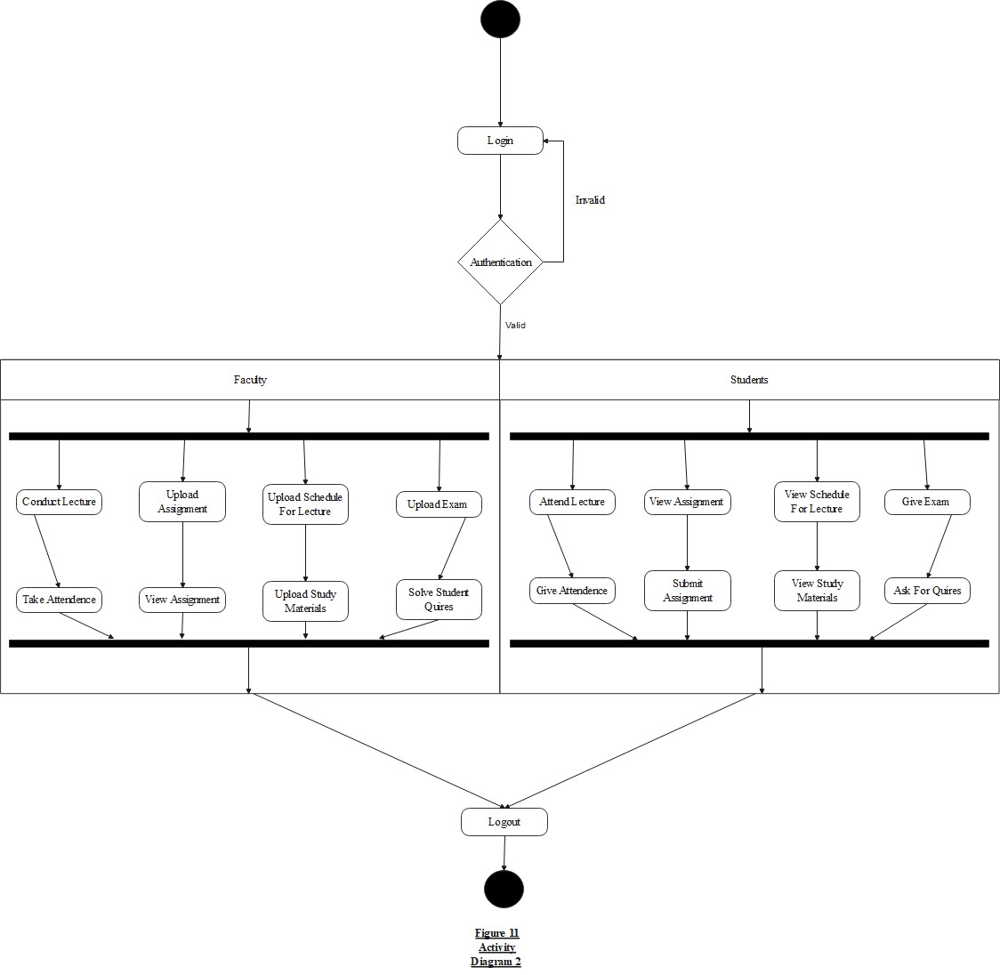 Login
Invalid
Authentication
Valid
Faculty
Students
Conduct Lecture
Upload
Assignment
Upload Schedule
For Lecture
Upload Exam
Attend Lecture
View Assignment
View Schedule
For Lecture
Give Exam
Take Attendence
View Assignment
Upload Study
Materials
Solve Student
Quires
Give Attendence
Submit
Assignment
View Study
Materials
Ask For Quires
Logout
Figure 11
Activity
Diagram 2